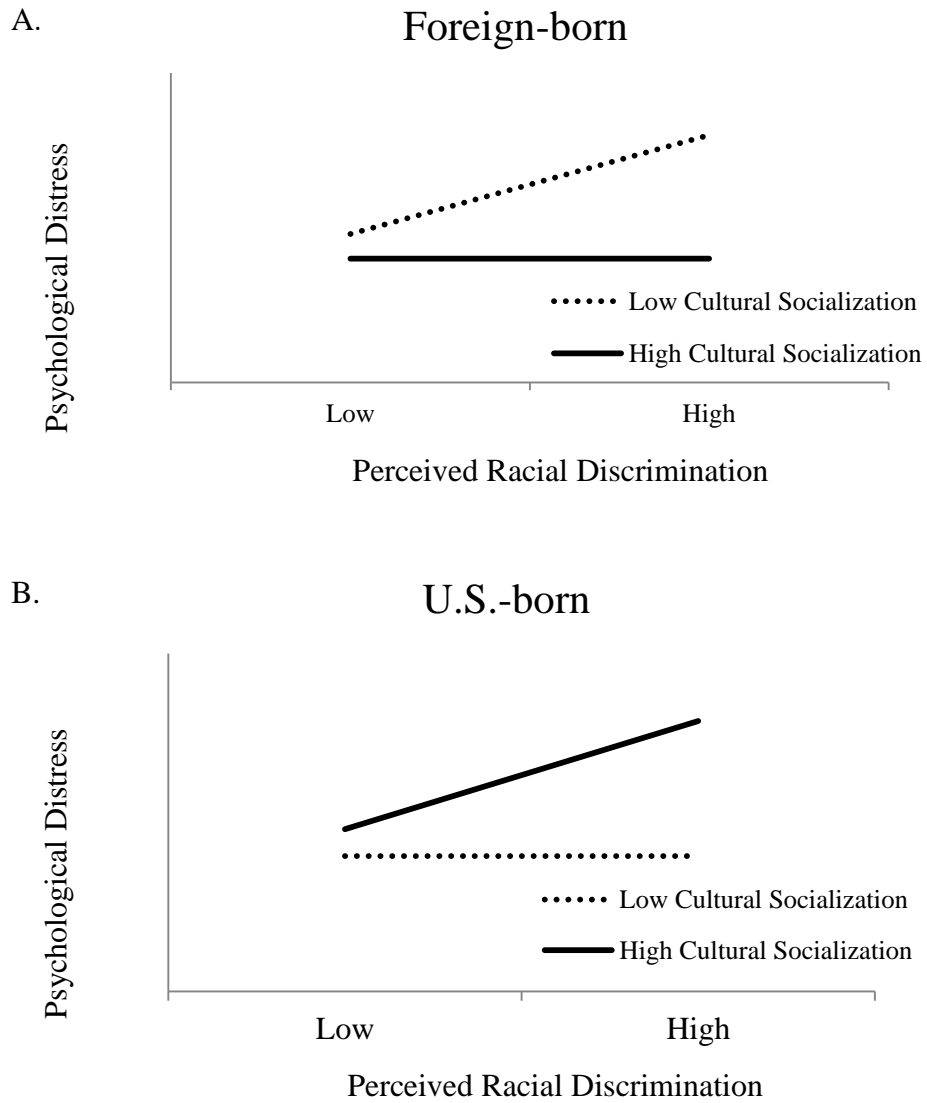 A.
Foreign-born
Psychological Distress
Low Cultural Socialization
High Cultural Socialization
Low
High
Perceived Racial Discrimination
B.
U.S.-born
Psychological Distress
Low Cultural Socialization
High Cultural Socialization
Low
High
Perceived Racial Discrimination